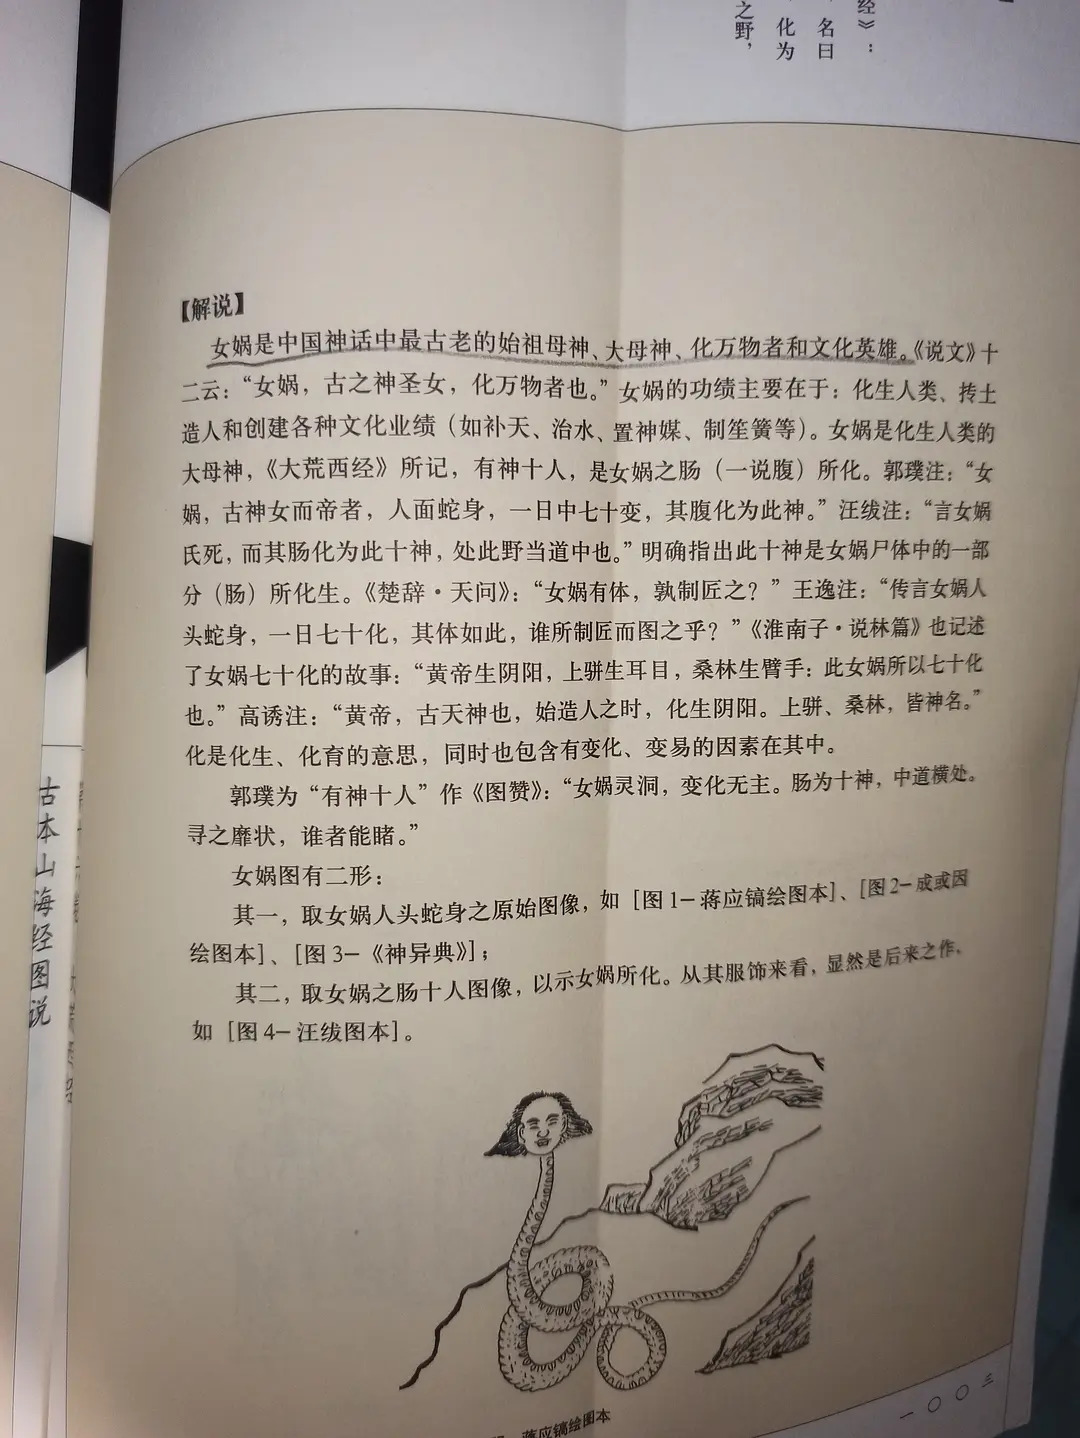 经》：
名曰
化为
之野，
【解说】
女娲是中国神话中最古老的始祖母神、大母神、化万物者和文化英雄。《说文》十
二云：“女娲，古之神圣女，化万物者也。”女娲的功绩主要在于：化生人类、抟土
造人和创建各种文化业绩（如补天、治水、置神媒、制笙簧等）。女娲是化生人类的
大母神，《大荒西经》所记，有神十人，是女娲之肠（一说腹）所化。郭璞注：“女
娲，古神女而帝者，人面蛇身，一日中七十变，其腹化为此神。”汪绂注：“言女娲
氏死，而其肠化为此十神，处此野当道中也。”明确指出此十神是女娲尸体中的一部
分（肠）所化生。《楚辞·天问》：“女娲有体，孰制匠之？”王逸注：“传言女娲人
头蛇身，一日七十化，其体如此，谁所制匠而图之乎？”《淮南子·说林篇》也记述
了女娲七十化的故事：“黄帝生阴阳，上骈生耳目，桑林生臂手：此女娲所以七十化
也。”高诱注：“黄帝，古天神也，始造人之时，化生阴阳。上骈、桑林，皆神名。”
化是化生、化育的意思，同时也包含有变化、变易的因素在其中。
郭璞为“有神十人”作《图赞》：“女娲灵洞，变化无主。肠为十神，中道横处。
寻之靡状，谁者能睹。”
女娲图有二形：
其一，取女娲人头蛇身之原始图像，如［图1－蒋应镐绘图本］、［图2－成或因
绘图本］、［图3－《神异典》］；
其二，取女娲之肠十人图像，以示女娲所化。从其服饰来看，显然是后来之作，
如［图4－汪绂图本］。
蒋应镐绘图本
古本山海经图说
一〇〇三